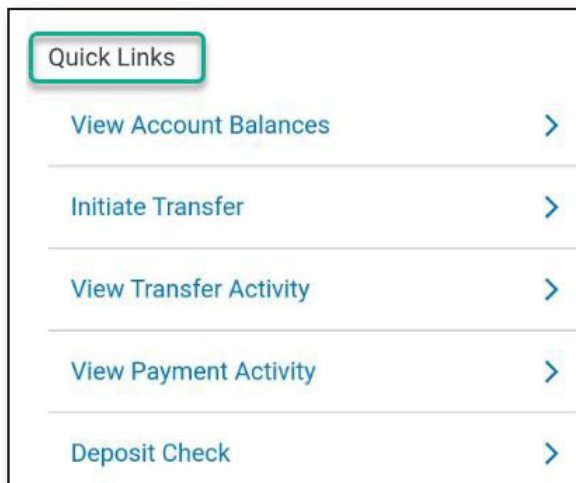 Quick Links
View Account Balances
Initiate Transfer
View Transfer Activity
View Payment Activity
Deposit Check